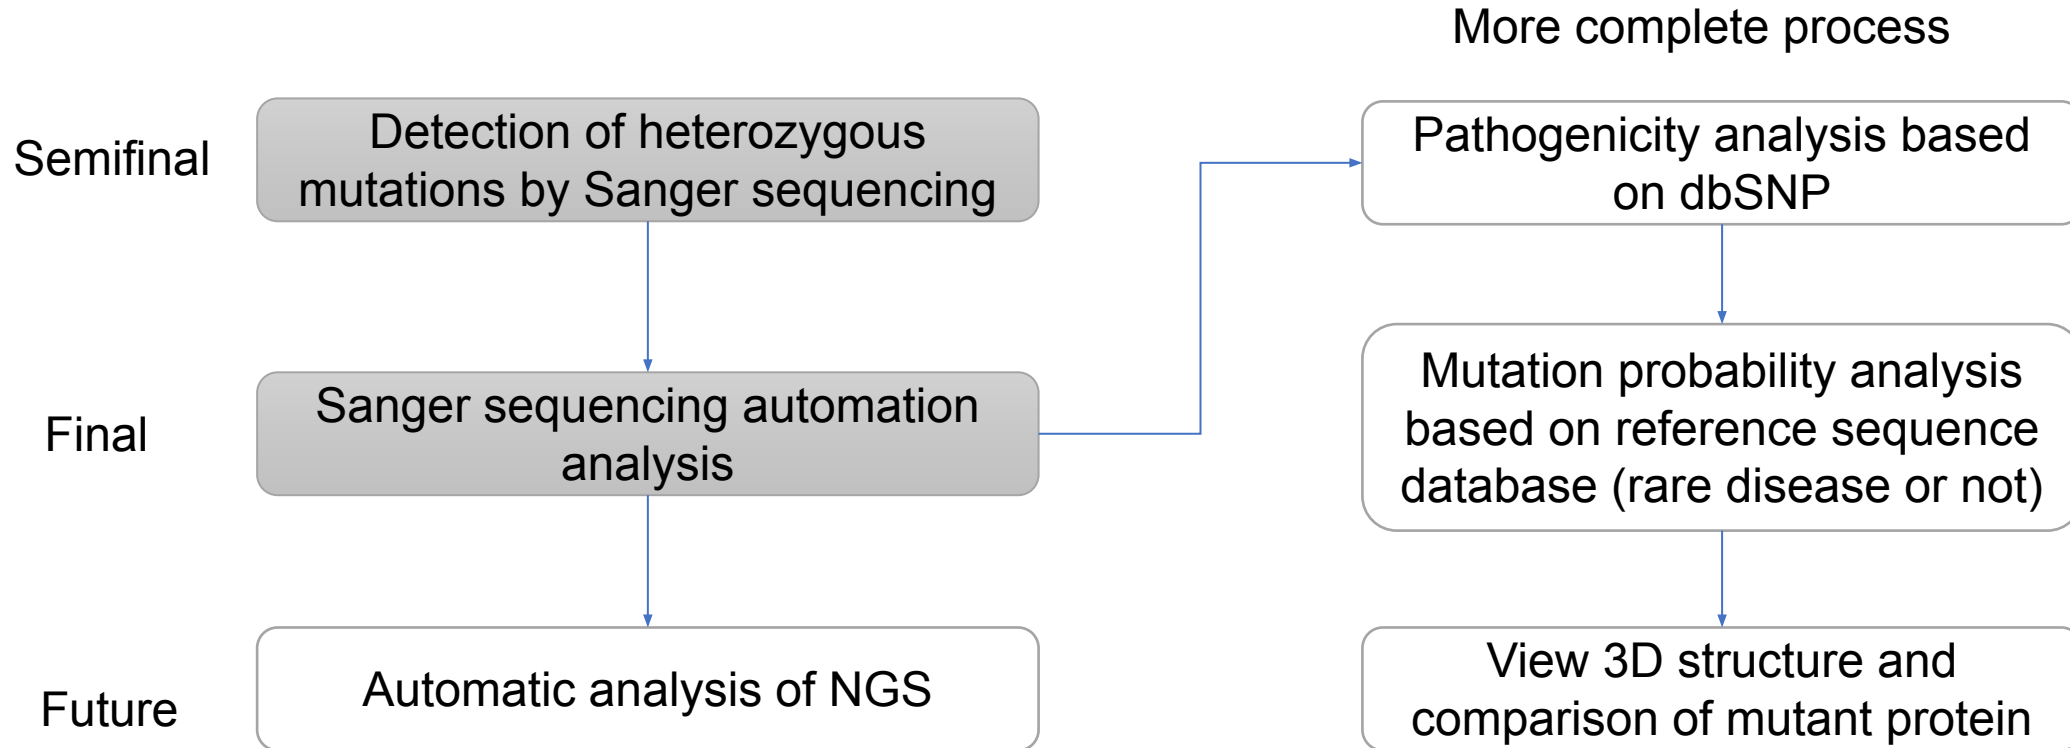 More complete process
Semifinal
Detection of heterozygous
mutations by Sanger sequencing
Pathogenicity analysis based
on dbSNP
Final
Sanger sequencing automation
analysis
Mutation probability analysis
based on reference sequence
database (rare disease or not)
Future
Automatic analysis of NGS
View 3D structure and
comparison of mutant protein